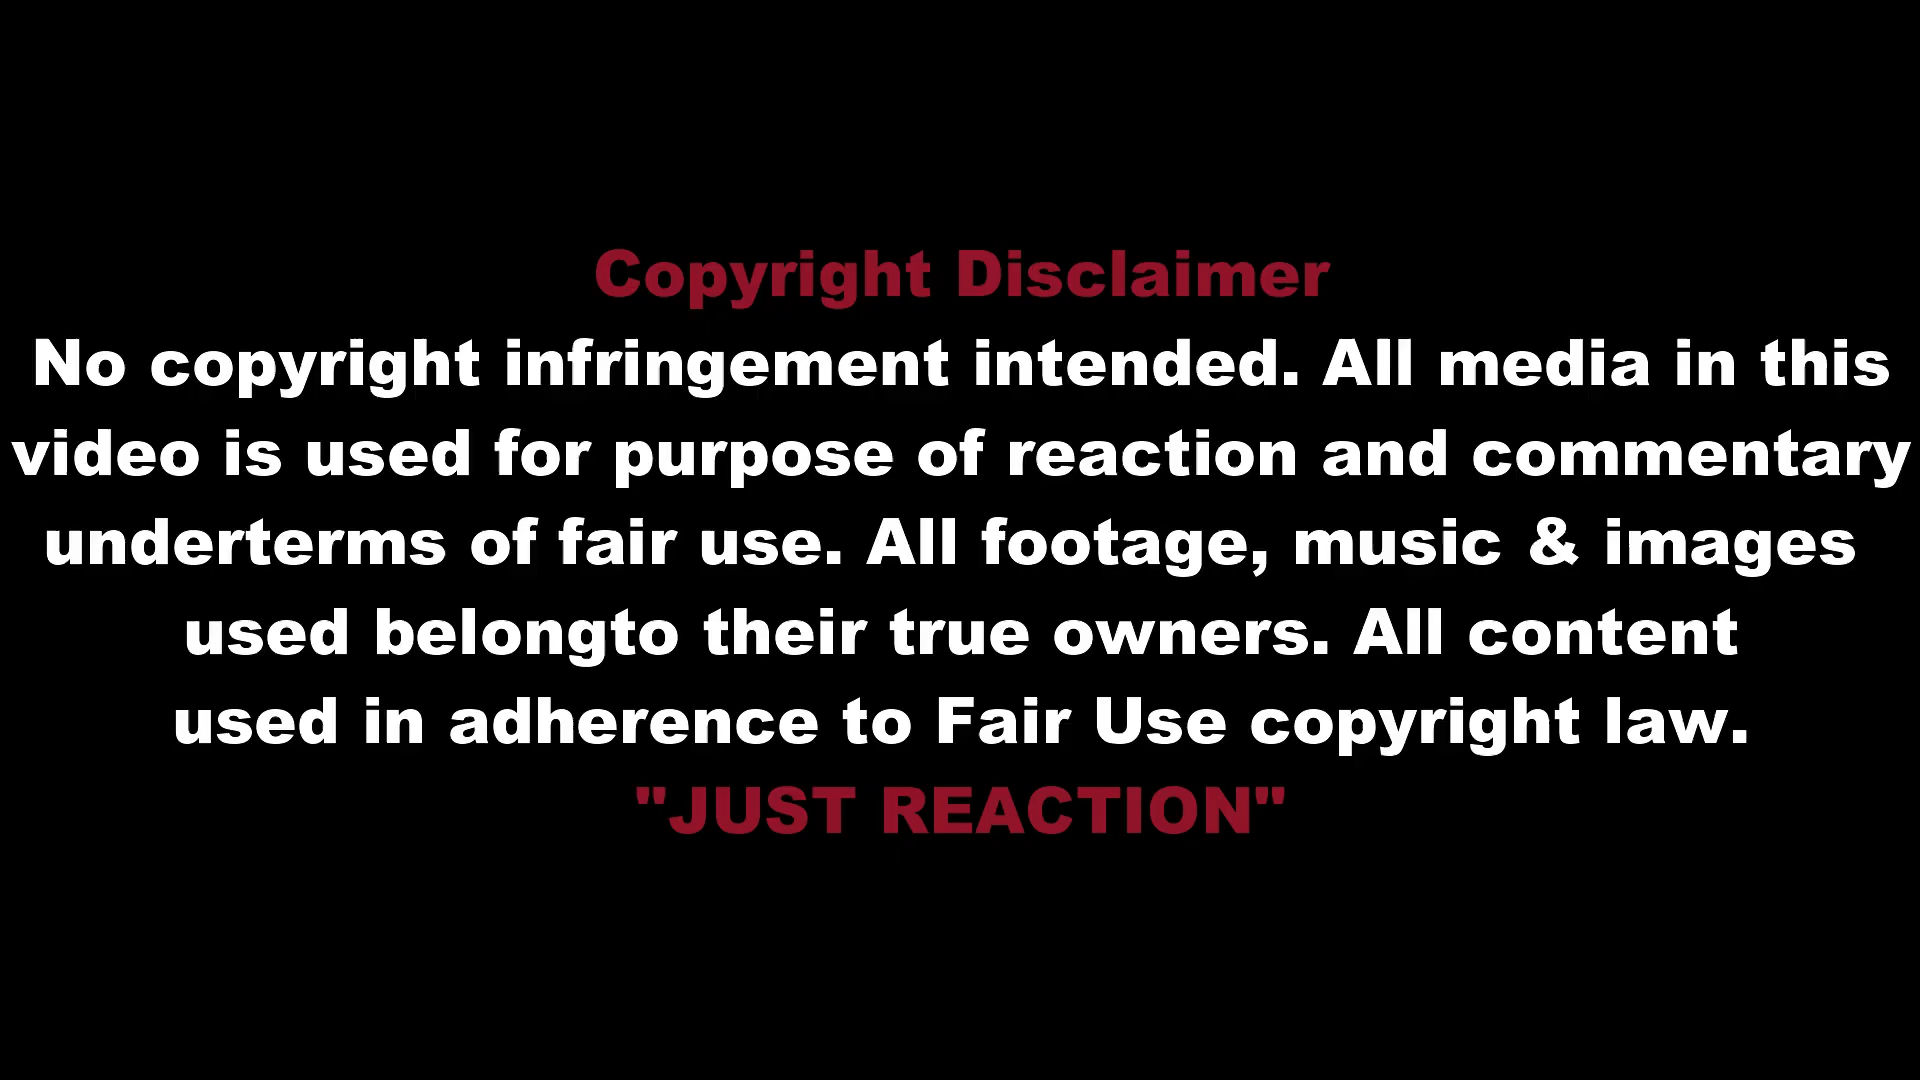 Copyright Disclaimer
No copyright infringement intended. All media in this
video is used for purpose of reaction and commentary
underterms of fair use. All footage, music & images
used belongto their true owners. All content
used in adherence to Fair Use copyright law.
"JUST REACTION"